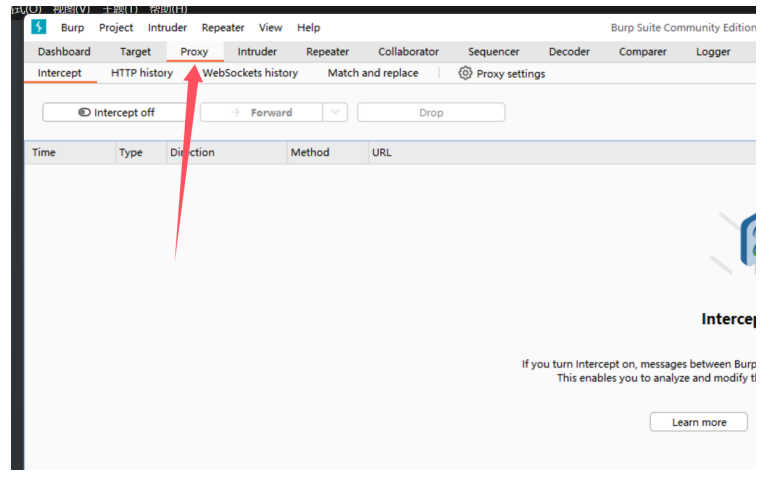 视图(V) 主题(T) 帮助(H)
Burp Project Intruder Repeater View Help Burp Suite Community Edition
Dashboard Target Proxy Intruder Repeater Collaborator Sequencer Decoder Comparer Logger
Intercept HTTP history WebSockets history Match and replace Proxy settings
Intercept off Forward Drop
Time Type Direction Method URL
Intercep
If you turn Intercept on, messages between Burp
This enables you to analyze and modify t
Learn more